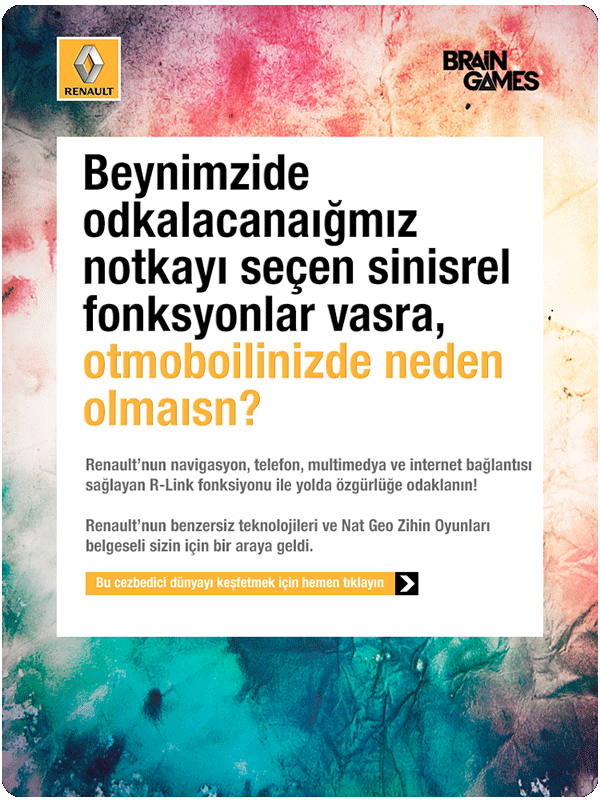 RENAULT
BRAIN
GAMES
Beynimzide
odkalacanaığmız
notkayı seçen sinisrel
fonksyonlar vasra,
otmoboilinizde neden
olmaısn?
Renault'nun navigasyon, telefon, multimedya ve internet bağlantısı
sağlayan R-Link fonksiyonu ile yolda özgürlüğe odaklanın!
Renault'nun benzersiz teknolojileri ve Nat Geo Zihin Oyunları
belgeseli sizin için bir araya geldi.
Bu cezbedici dünyayı keşfetmek için hemen tıklayın